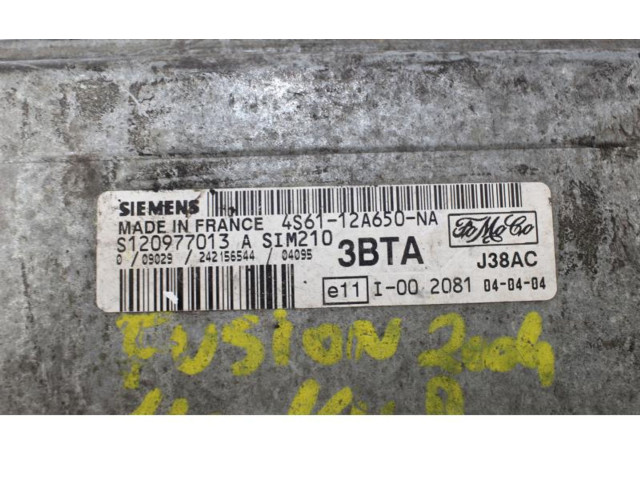 SIEMENS
MADE IN FRANCE 4S61-12A650-NA
S120977013 A SIM210
0 / 09029 / 242156544 / 04095
3BTA
FoMoCo
J38AC
e11 I-00 2081 04-04-04
FUSION 2004